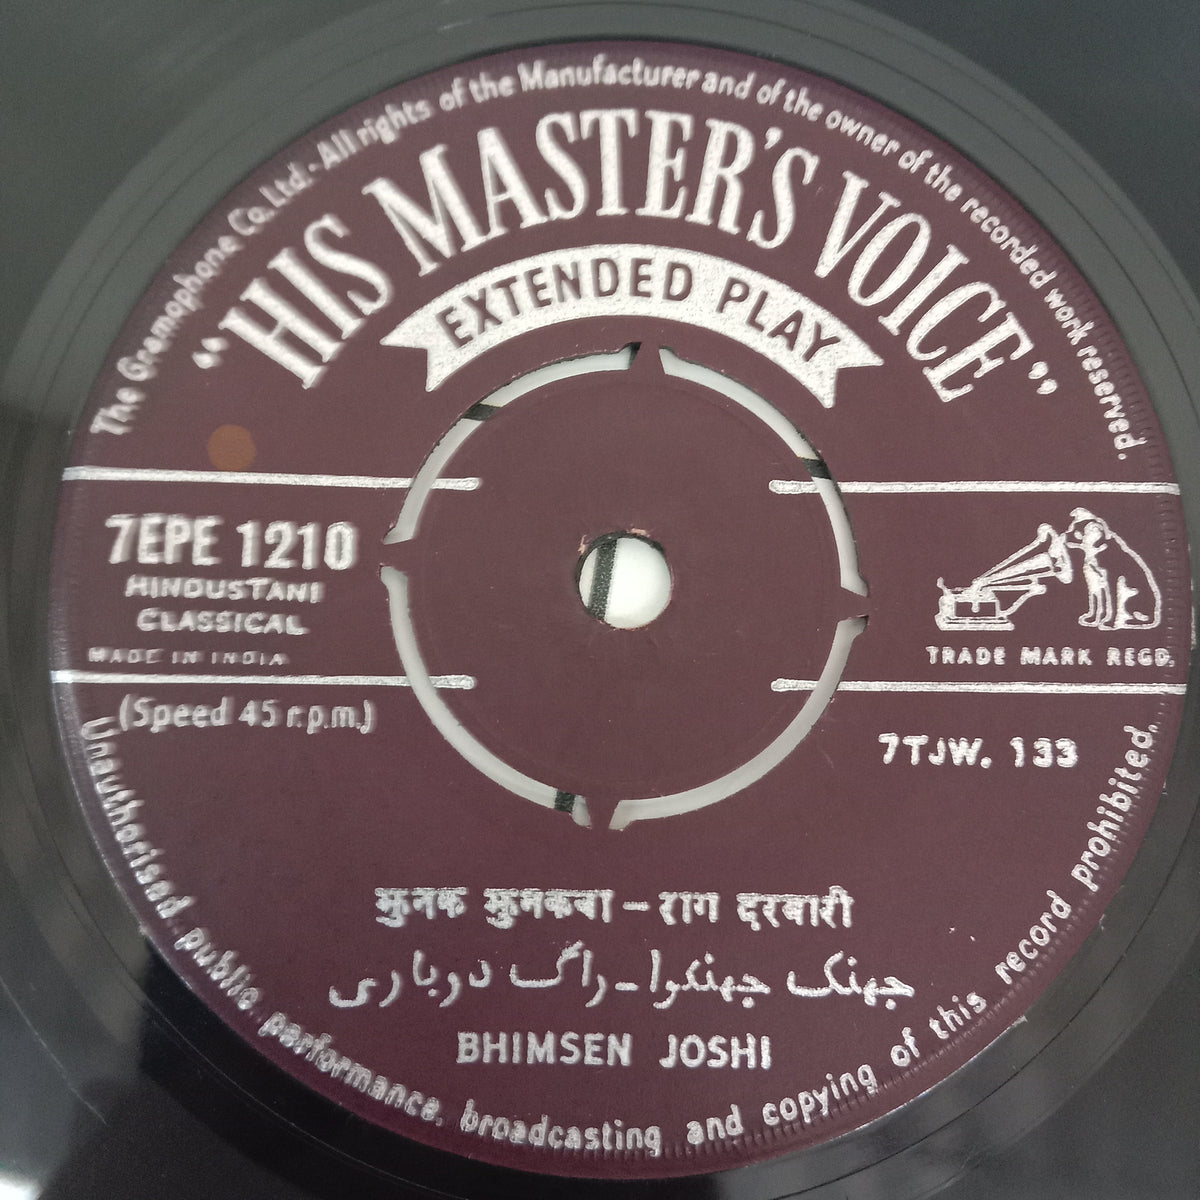 The Gramophone Co. Ltd. - All rights of the Manufacturer and of the owner of the recorded work reserved.
"HIS MASTER'S VOICE"
EXTENDED PLAY
7EPE 1210
HINDUSTANI
CLASSICAL
MADE IN INDIA
TRADE MARK REGD.
(Speed 45 r.p.m.)
7TJW. 133
झुनक झुनकवा – राग दरबारी
جھنک جھنکوا - راگ درباری
BHIMSEN JOSHI
Unauthorised public performance, broadcasting and copying of this record prohibited.